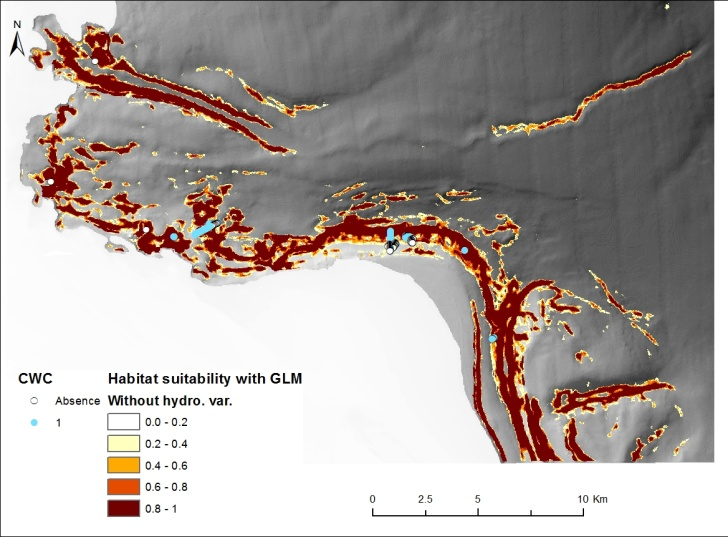 N
CWC
Absence
1
Habitat suitability with GLM
Without hydro. var.
0.0 - 0.2
0.2 - 0.4
0.4 - 0.6
0.6 - 0.8
0.8 - 1
0 2.5 5 10 Km